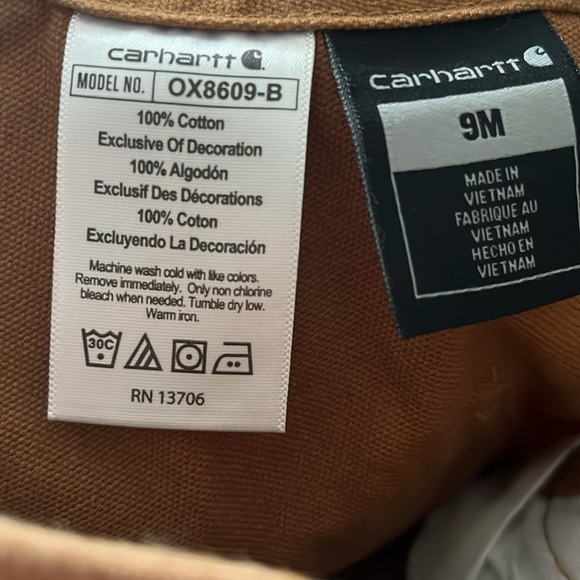 carhartt
MODEL NO. OX8609-B
100% Cotton
Exclusive Of Decoration
100% Algodón
Exclusif Des Décorations
100% Coton
Excluyendo La Decoración
Machine wash cold with like colors.
Remove immediately. Only non chlorine
bleach when needed. Tumble dry low.
Warm iron.
30C
RN 13706
carhartt
9M
MADE IN
VIETNAM
FABRIQUE AU
VIETNAM
HECHO EN
VIETNAM